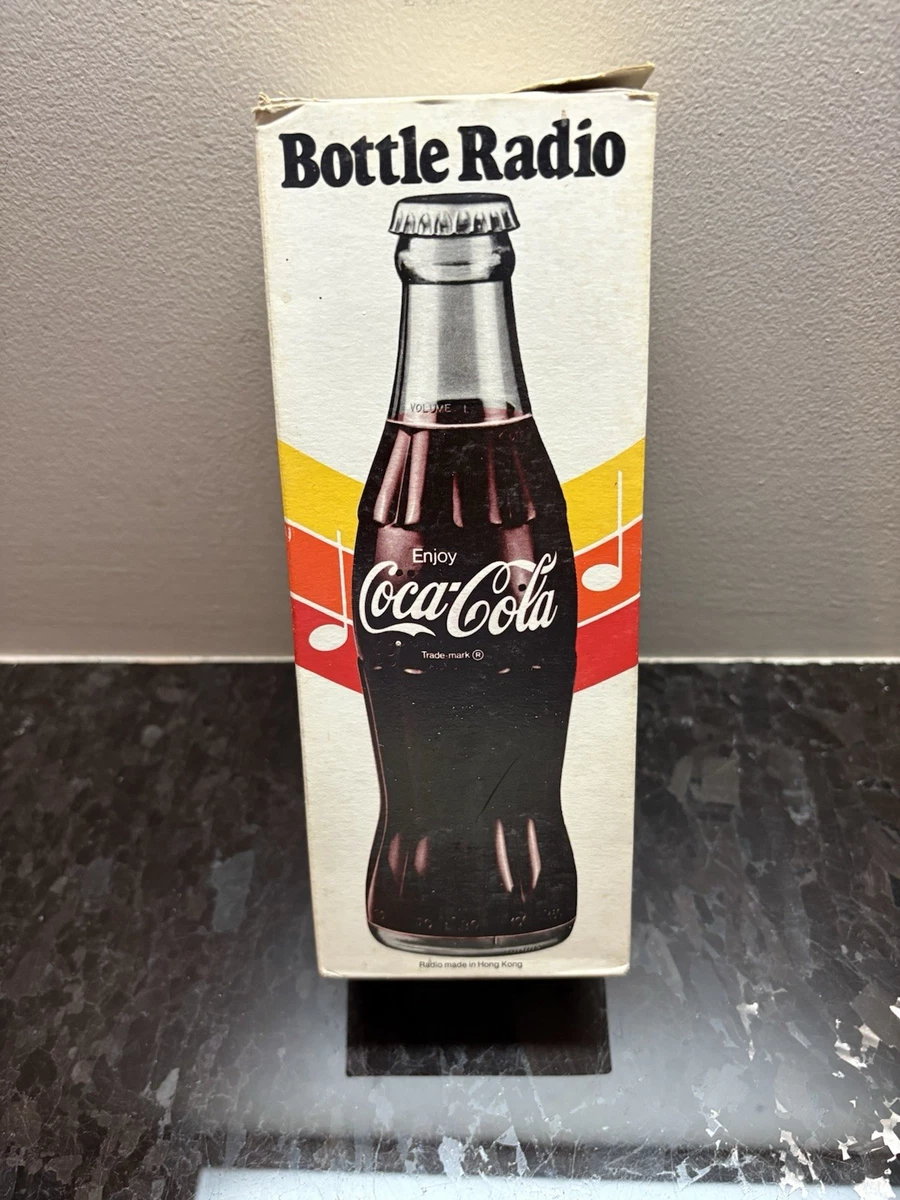 Bottle Radio
VOLUME
Enjoy
Coca-Cola
Trade-mark ®
Radio made in Hong Kong